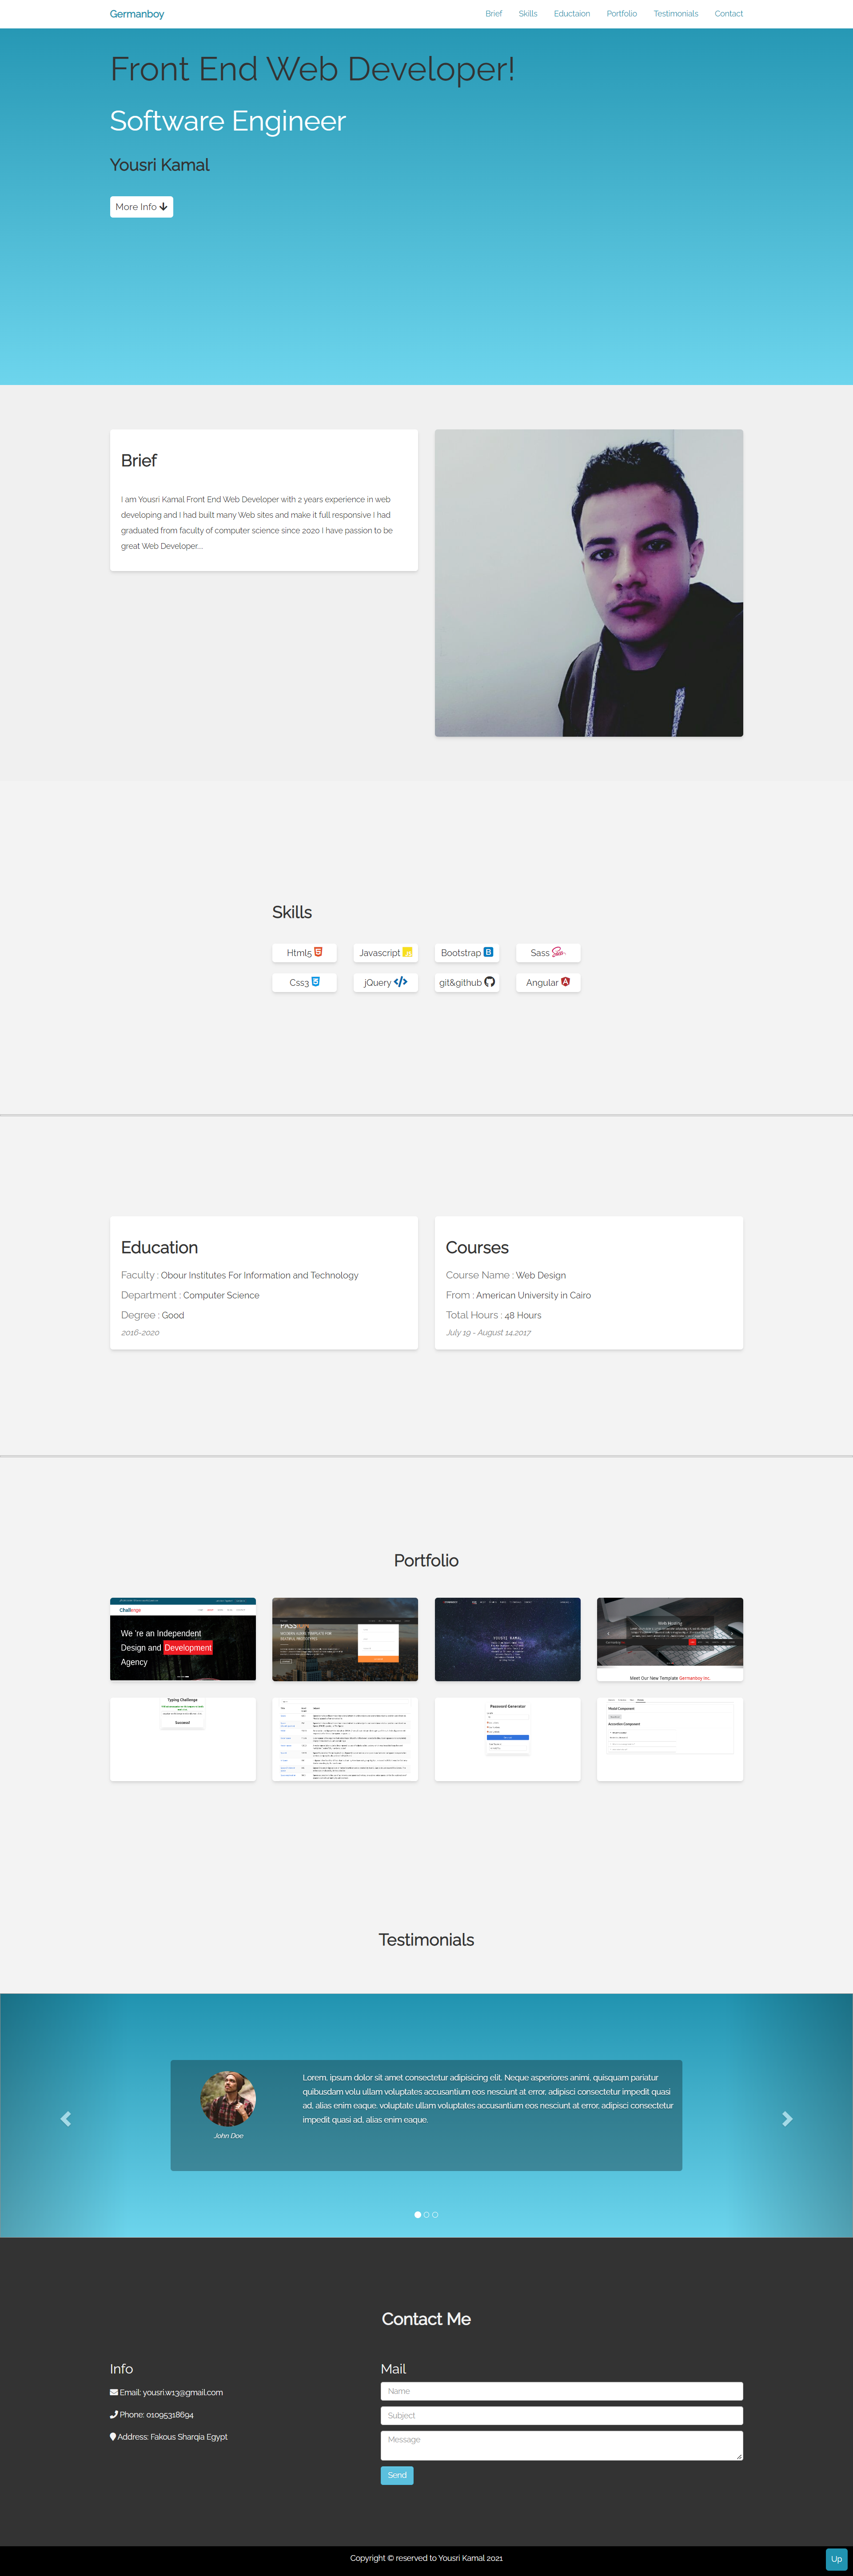 Germanboy
Brief Skills Eductaion Portfolio Testimonials Contact
Front End Web Developer!
Software Engineer
Yousri Kamal
More Info
Brief
I am Yousri Kamal Front End Web Developer with 2 years experience in web
developing and I had built many Web sites and make it full responsive I had
graduated from faculty of computer science since 2020 I have passion to be
great Web Developer....
Skills
Html5 Javascript Bootstrap Sass
Css3 jQuery git&github Angular
Education
Faculty : Obour Institutes For Information and Technology
Department : Computer Science
Degree : Good
2016-2020
Courses
Course Name : Web Design
From : American University in Cairo
Total Hours : 48 Hours
July 19 - August 14,2017
Portfolio
Challenge
We 're an Independent
Design and Development
Agency
PASS
YOUSRI KAMAL
Meet Our New Template Germanboy Inc.
Typing Challenge
Success!
Password Generator
Modal Component
Accordion Component
Testimonials
Lorem, ipsum dolor sit amet consectetur adipisicing elit. Neque asperiores animi, quisquam pariatur
quibusdam volu ullam voluptates accusantium eos nesciunt at error, adipisci consectetur impedit quasi
ad, alias enim eaque. voluptate ullam voluptates accusantium eos nesciunt at error, adipisci consectetur
impedit quasi ad, alias enim eaque.
John Doe
Contact Me
Info
Email: yousri.w13@gmail.com
Phone: 01095318694
Address: Fakous Sharqia Egypt
Mail
Name
Subject
Message
Send
Copyright © reserved to Yousri Kamal 2021
Up